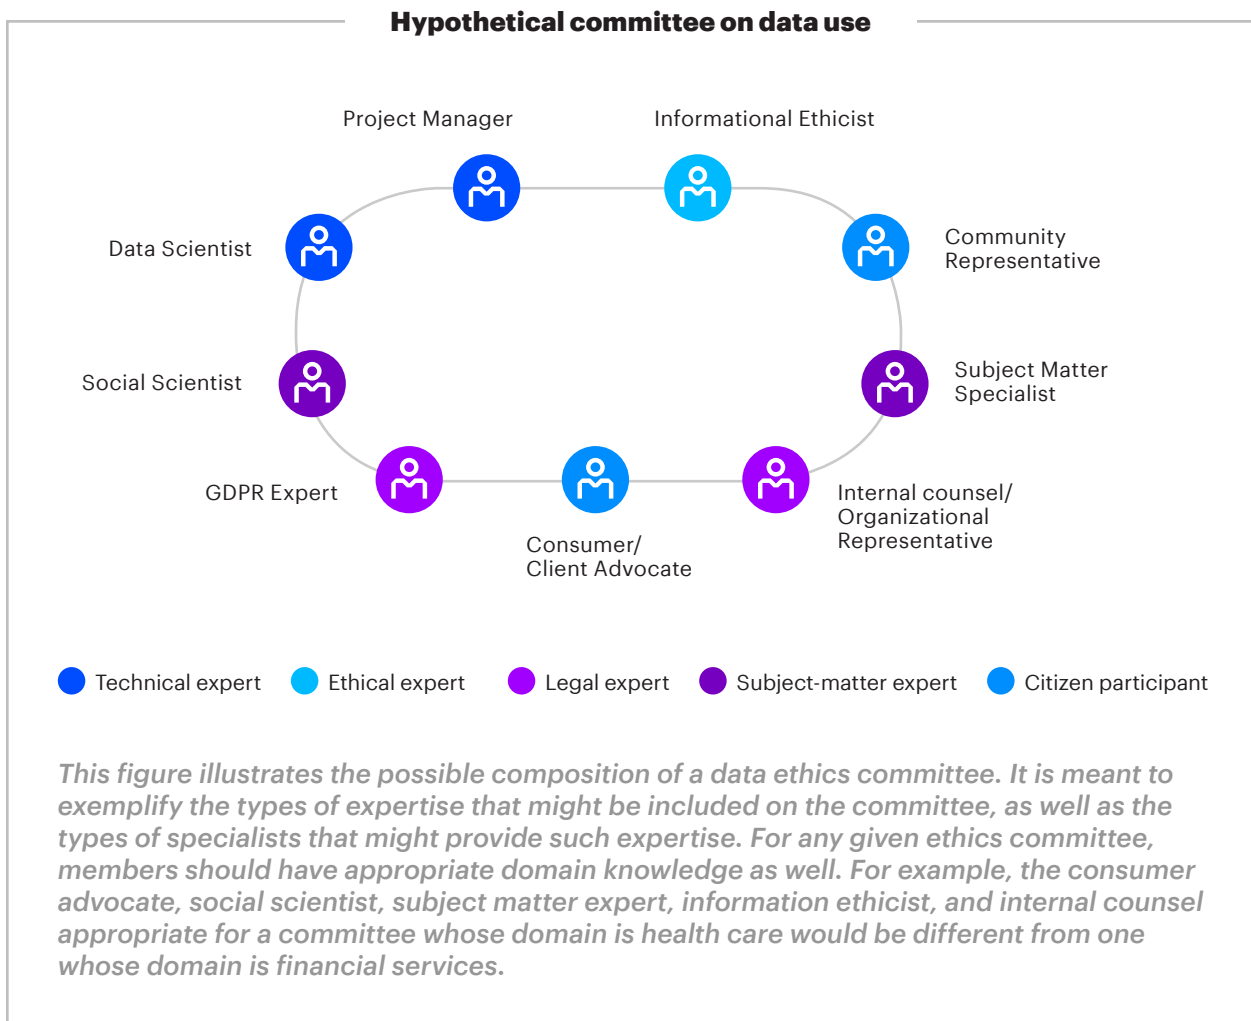 Hypothetical committee on data use
Project Manager
Informational Ethicist
Data Scientist
Community
Representative
Social Scientist
Subject Matter
Specialist
GDPR Expert
Internal counsel/
Organizational
Representative
Consumer/
Client Advocate
Technical expert
Ethical expert
Legal expert
Subject-matter expert
Citizen participant
This figure illustrates the possible composition of a data ethics committee. It is meant to
exemplify the types of expertise that might be included on the committee, as well as the
types of specialists that might provide such expertise. For any given ethics committee,
members should have appropriate domain knowledge as well. For example, the consumer
advocate, social scientist, subject matter expert, information ethicist, and internal counsel
appropriate for a committee whose domain is health care would be different from one
whose domain is financial services.